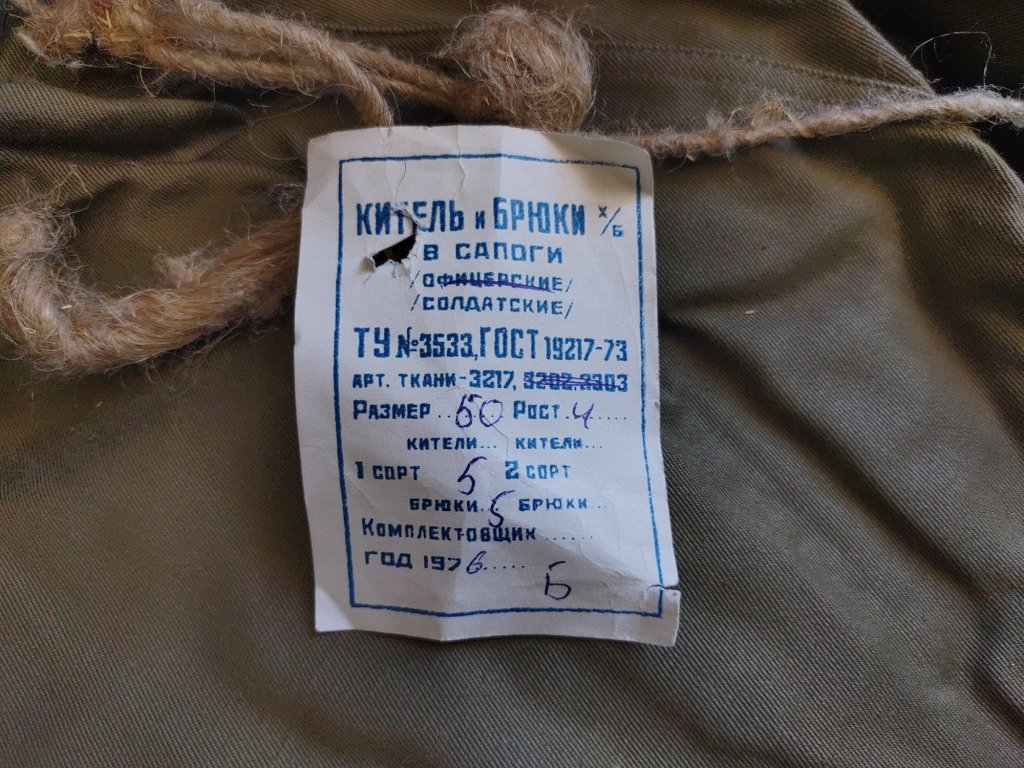 КИТЕЛЬ и БРЮКИ х/б
В САПОГИ
/ОФИЦЕРСКИЕ/
/СОЛДАТСКИЕ/
ТУ №3533, ГОСТ 19217-73
АРТ. ТКАНИ-3217, 3202, 2303
РАЗМЕР...50 РОСТ.4.....
КИТЕЛИ... КИТЕЛИ...
1 СОРТ 5 2 СОРТ
БРЮКИ.5 БРЮКИ...
КОМПЛЕКТОВЩИК......
ГОД 1976.....
Б